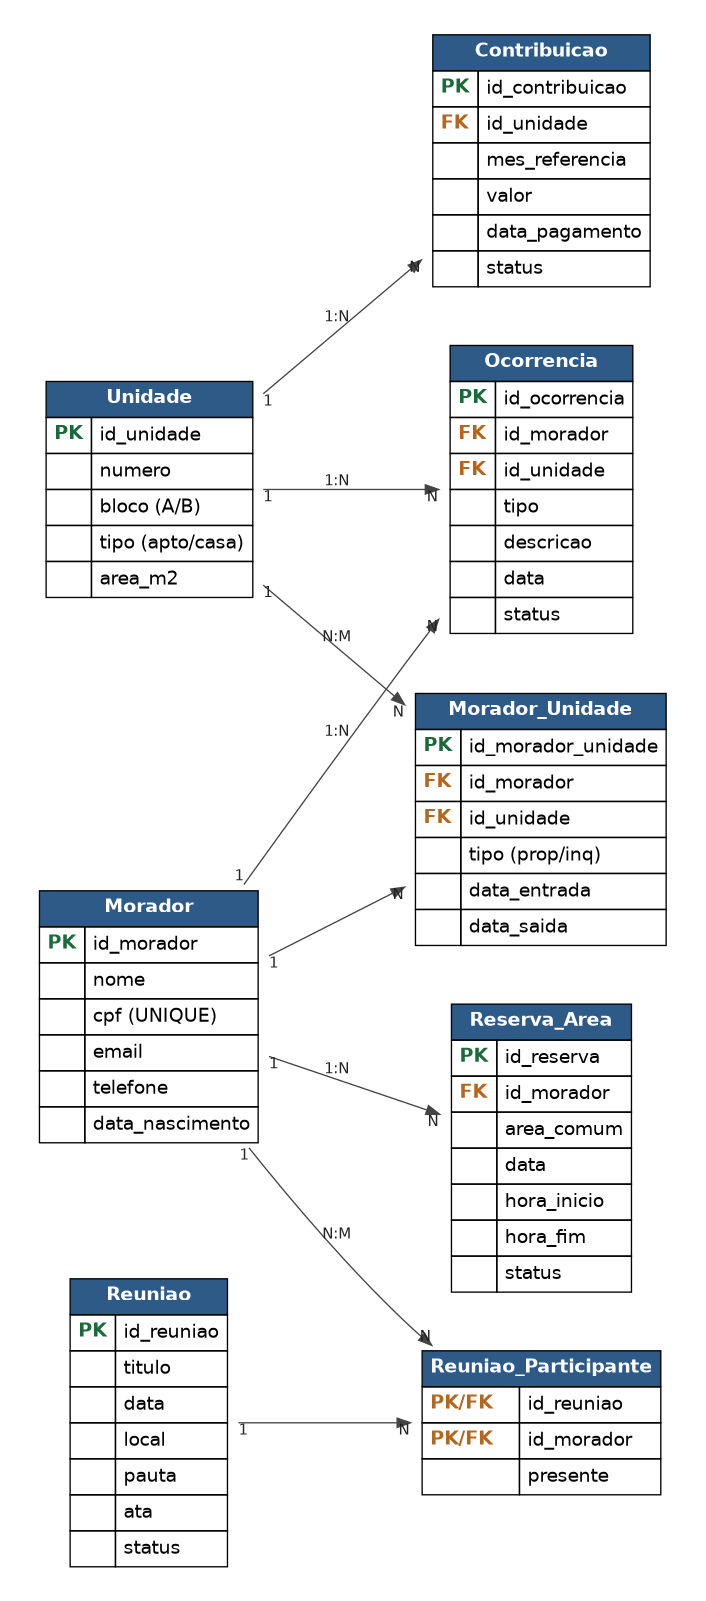 Contribuicao
PK id_contribuicao
FK id_unidade
mes_referencia
valor
data_pagamento
status
N
1:N
1
Unidade
PK id_unidade
numero
bloco (A/B)
tipo (apto/casa)
area_m2
1:N
1
N
1
N:M
N
Ocorrencia
PK id_ocorrencia
FK id_morador
FK id_unidade
tipo
descricao
data
status
N
1:N
1
Morador_Unidade
PK id_morador_unidade
FK id_morador
FK id_unidade
tipo (prop/inq)
data_entrada
data_saida
N
1
Morador
PK id_morador
nome
cpf (UNIQUE)
email
telefone
data_nascimento
1
1:N
N
1
N:M
N
Reserva_Area
PK id_reserva
FK id_morador
area_comum
data
hora_inicio
hora_fim
status
Reuniao
PK id_reuniao
titulo
data
local
pauta
ata
status
1
N
Reuniao_Participante
PK/FK id_reuniao
PK/FK id_morador
presente